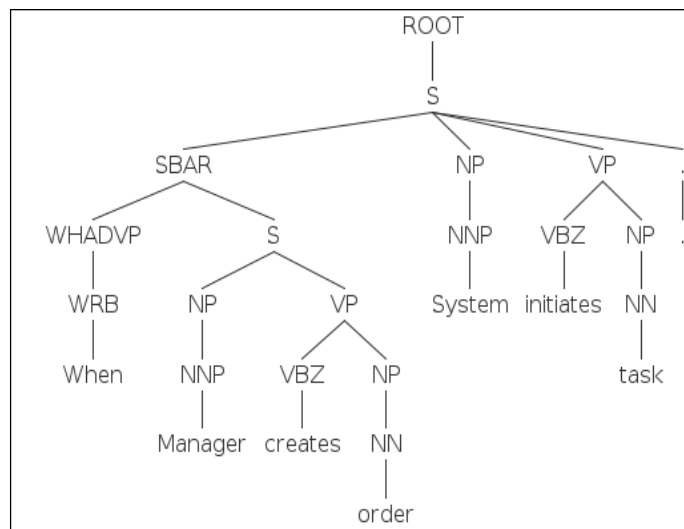 ROOT
S
SBAR NP VP .
WHADVP S NNP VBZ NP .
WRB NP VP System initiates NN
When NNP VBZ NP task
Manager creates NN
order